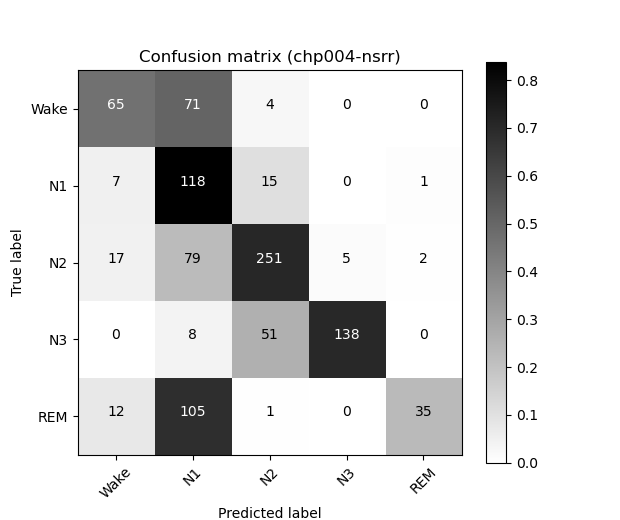 Confusion matrix (chp004-nsrr)
Wake 65 71 4 0 0
N1 7 118 15 0 1
N2 17 79 251 5 2
N3 0 8 51 138 0
REM 12 105 1 0 35
Wake N1 N2 N3 REM
Predicted label
True label
0.8
0.7
0.6
0.5
0.4
0.3
0.2
0.1
0.0